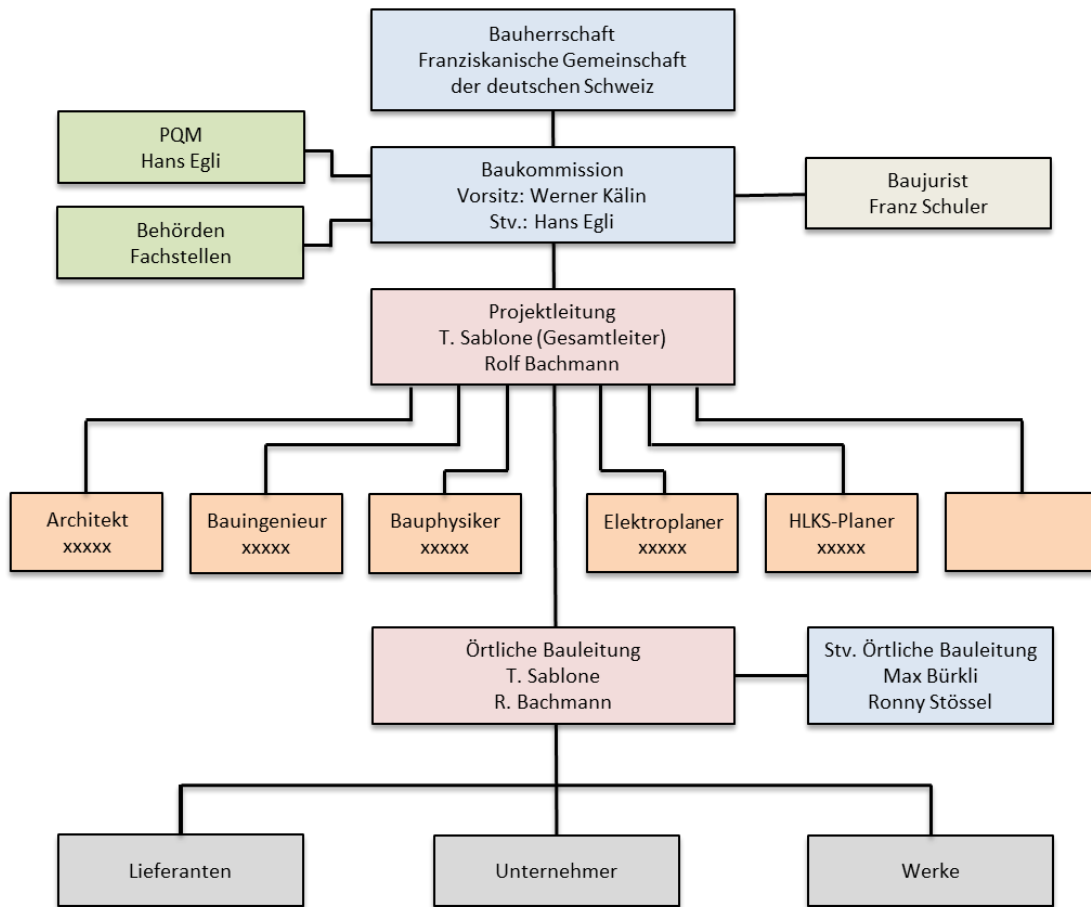 Bauherrschaft
Franziskanische Gemeinschaft
der deutschen Schweiz
PQM
Hans Egli
Baukommission
Vorsitz: Werner Kälin
Stv.: Hans Egli
Baujurist
Franz Schuler
Behörden
Fachstellen
Projektleitung
T. Sablone (Gesamtleiter)
Rolf Bachmann
Architekt
xxxxx
Bauingenieur
xxxxx
Bauphysiker
xxxxx
Elektroplaner
xxxxx
HLKS-Planer
xxxxx
Örtliche Bauleitung
T. Sablone
R. Bachmann
Stv. Örtliche Bauleitung
Max Bürkli
Ronny Stössel
Lieferanten
Unternehmer
Werke